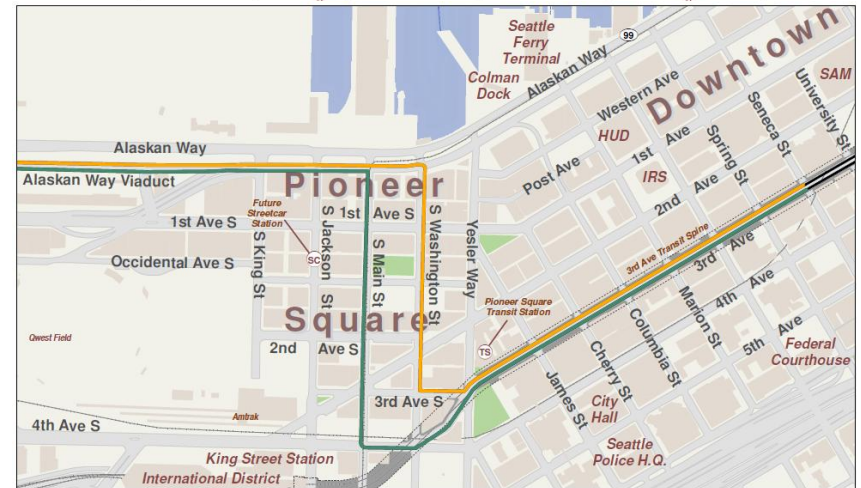 Seattle
Ferry
Terminal
99
Downtown
Colman
Dock
Alaskan Way
Western Ave
SAM
University St
Seneca St
HUD
Spring St
1st Ave
Post Ave
IRS
2nd Ave
Alaskan Way
Alaskan Way Viaduct
Pioneer
Future
Streetcar
Station
1st Ave S
S Jackson St
1st Ave S
S Washington St
Yesler Way
3rd Ave Transit Spine
3rd Ave
S King St
SC
S Main St
Occidental Ave S
4th Ave
Marion St
Pioneer Square
Transit Station
Columbia St
5th Ave
Square
Qwest Field
2nd Ave S
TS
Cherry St
Federal
Courthouse
James St
3rd Ave S
City
Hall
Amtrak
4th Ave S
Seattle
Police H.Q.
King Street Station
International District